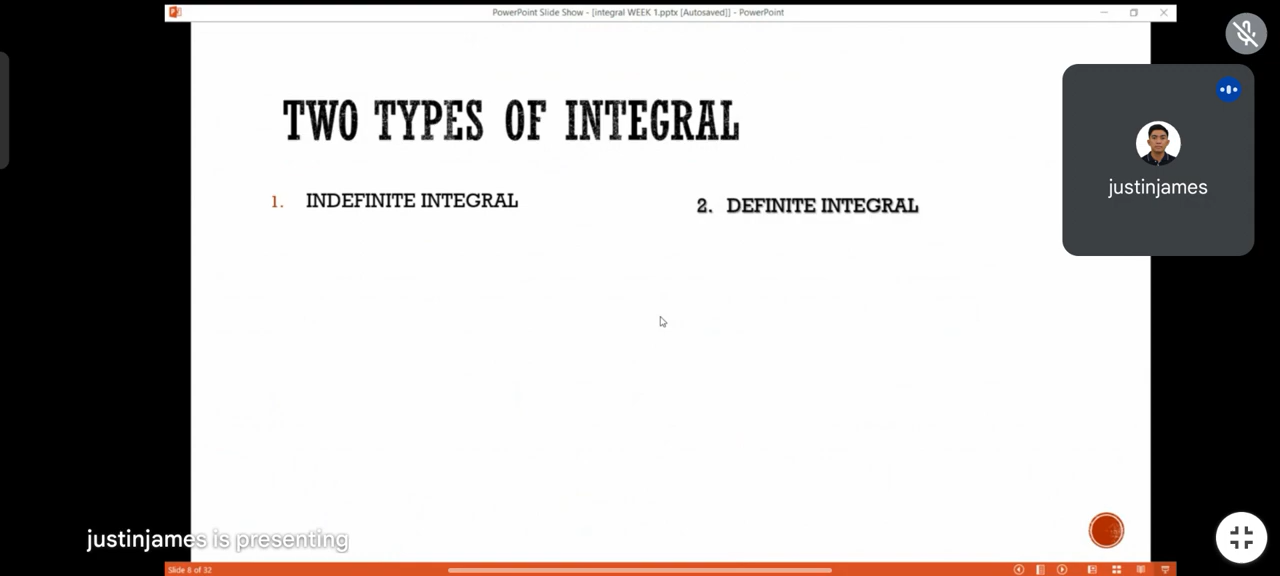 PowerPoint Slide Show - [integral WEEK 1.pptx [Autosaved]] - PowerPoint
TWO TYPES OF INTEGRAL
1. INDEFINITE INTEGRAL
2. DEFINITE INTEGRAL
justinjames
justinjames is presenting
Slide 8 of 32